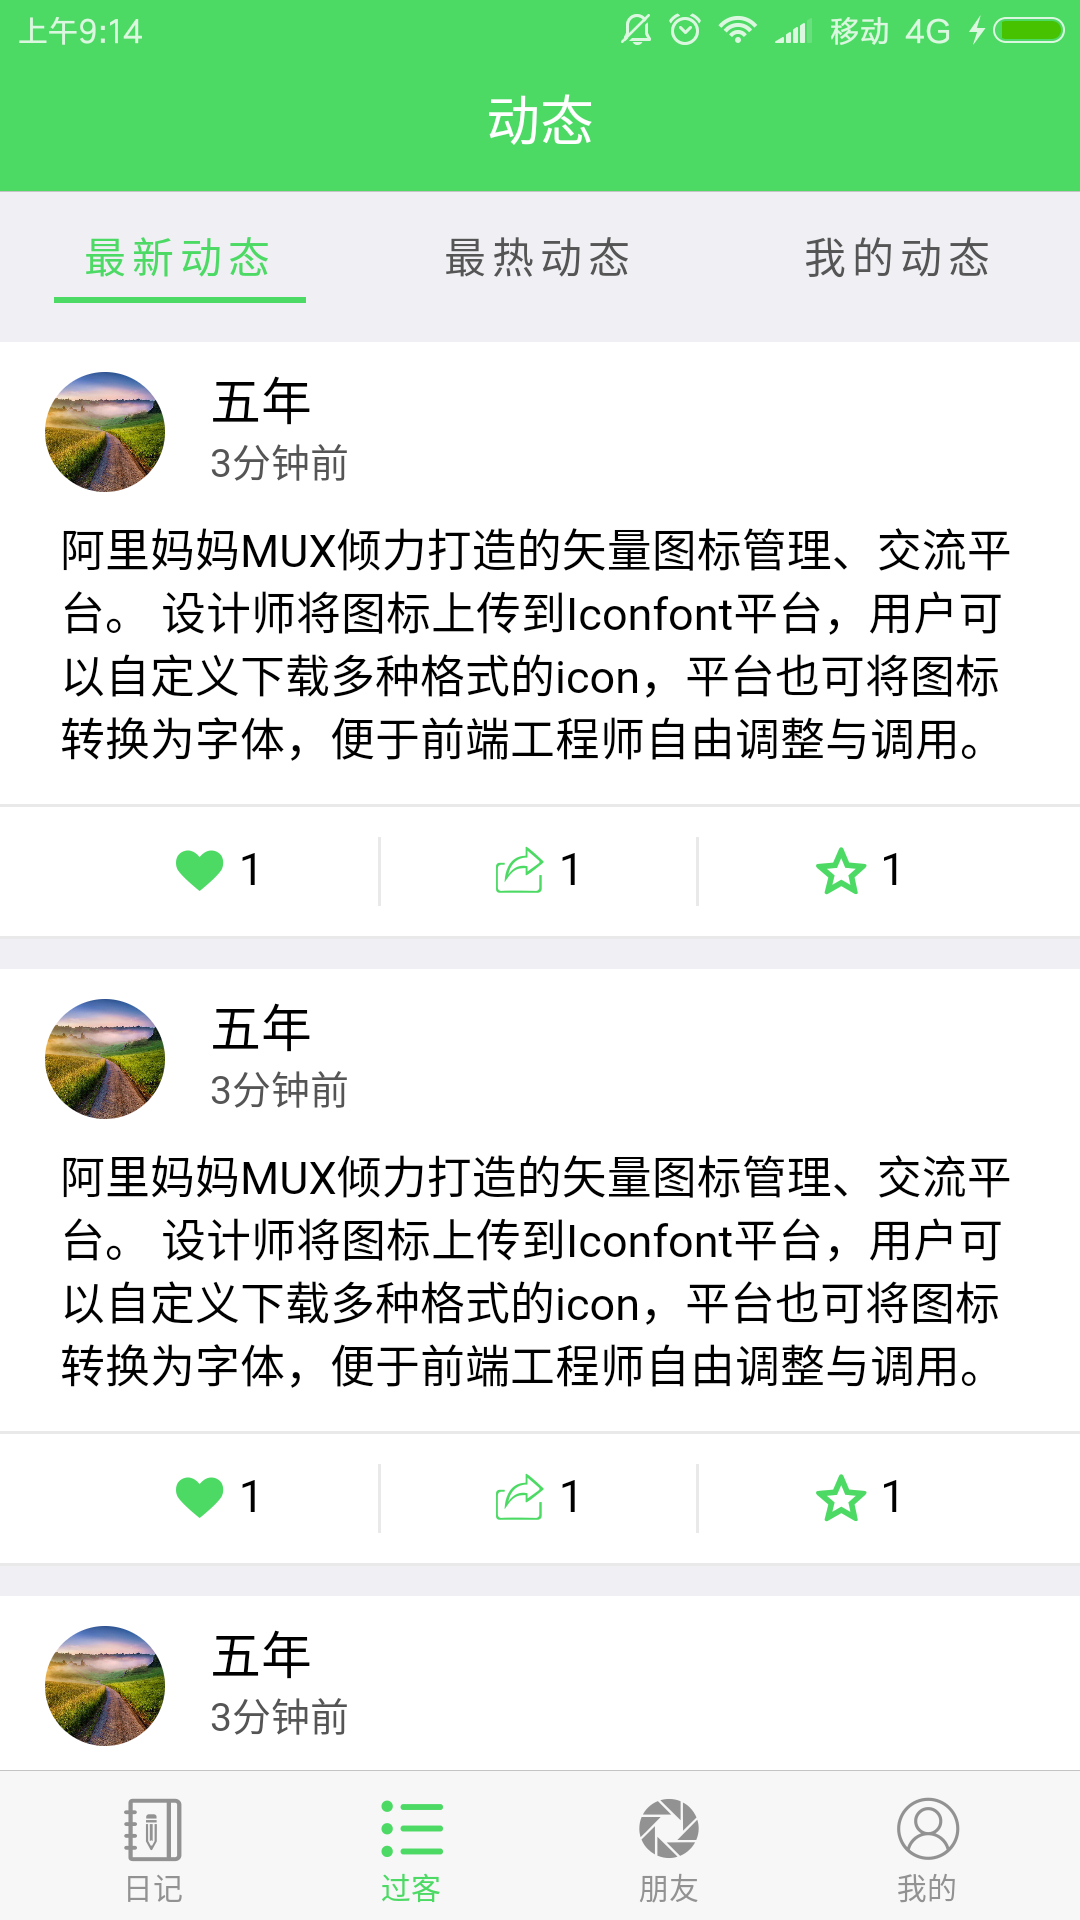 上午9:14 移动 4G
动态
最新动态 最热动态 我的动态
五年
3分钟前
阿里妈妈MUX倾力打造的矢量图标管理、交流平
台。 设计师将图标上传到Iconfont平台，用户可
以自定义下载多种格式的icon，平台也可将图标
转换为字体，便于前端工程师自由调整与调用。
1 1 1
五年
3分钟前
阿里妈妈MUX倾力打造的矢量图标管理、交流平
台。 设计师将图标上传到Iconfont平台，用户可
以自定义下载多种格式的icon，平台也可将图标
转换为字体，便于前端工程师自由调整与调用。
1 1 1
五年
3分钟前
日记 过客 朋友 我的